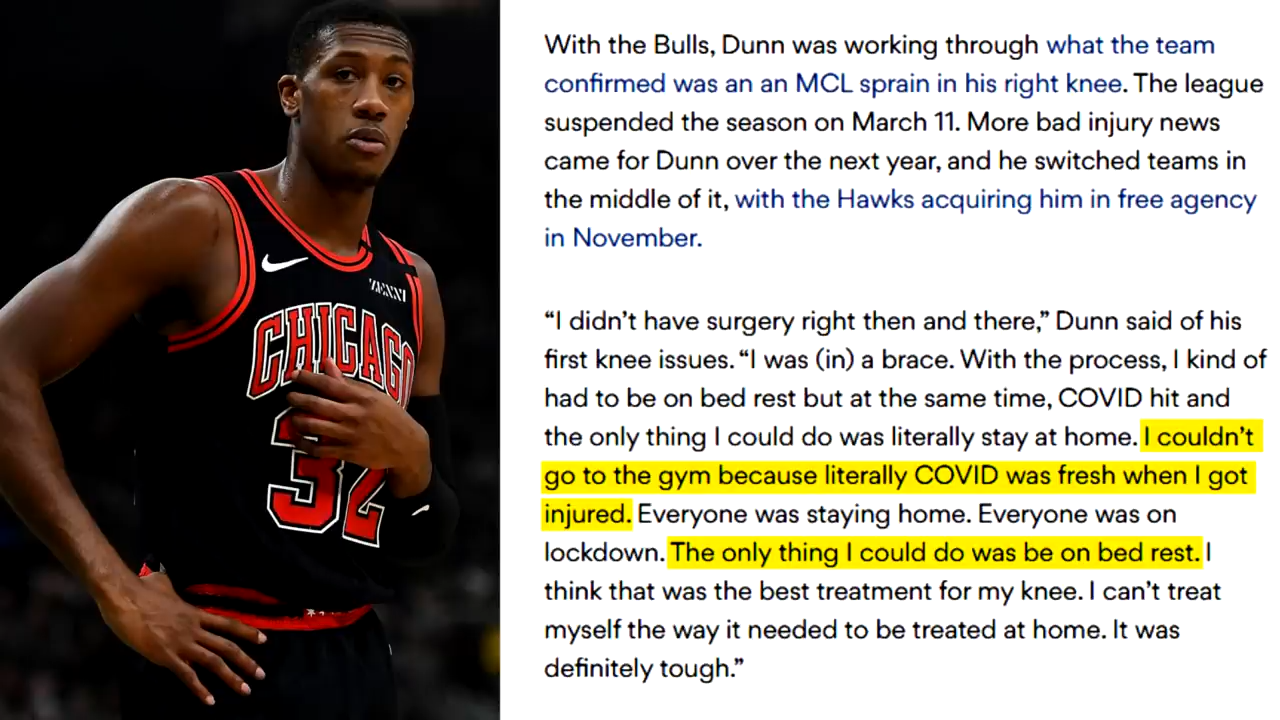 ZENNI
CHICAGO
32
With the Bulls, Dunn was working through what the team
confirmed was an an MCL sprain in his right knee. The league
suspended the season on March 11. More bad injury news
came for Dunn over the next year, and he switched teams in
the middle of it, with the Hawks acquiring him in free agency
in November.
“I didn’t have surgery right then and there,” Dunn said of his
first knee issues. “I was (in) a brace. With the process, I kind of
had to be on bed rest but at the same time, COVID hit and
the only thing I could do was literally stay at home. I couldn’t
go to the gym because literally COVID was fresh when I got
injured. Everyone was staying home. Everyone was on
lockdown. The only thing I could do was be on bed rest. I
think that was the best treatment for my knee. I can’t treat
myself the way it needed to be treated at home. It was
definitely tough.”